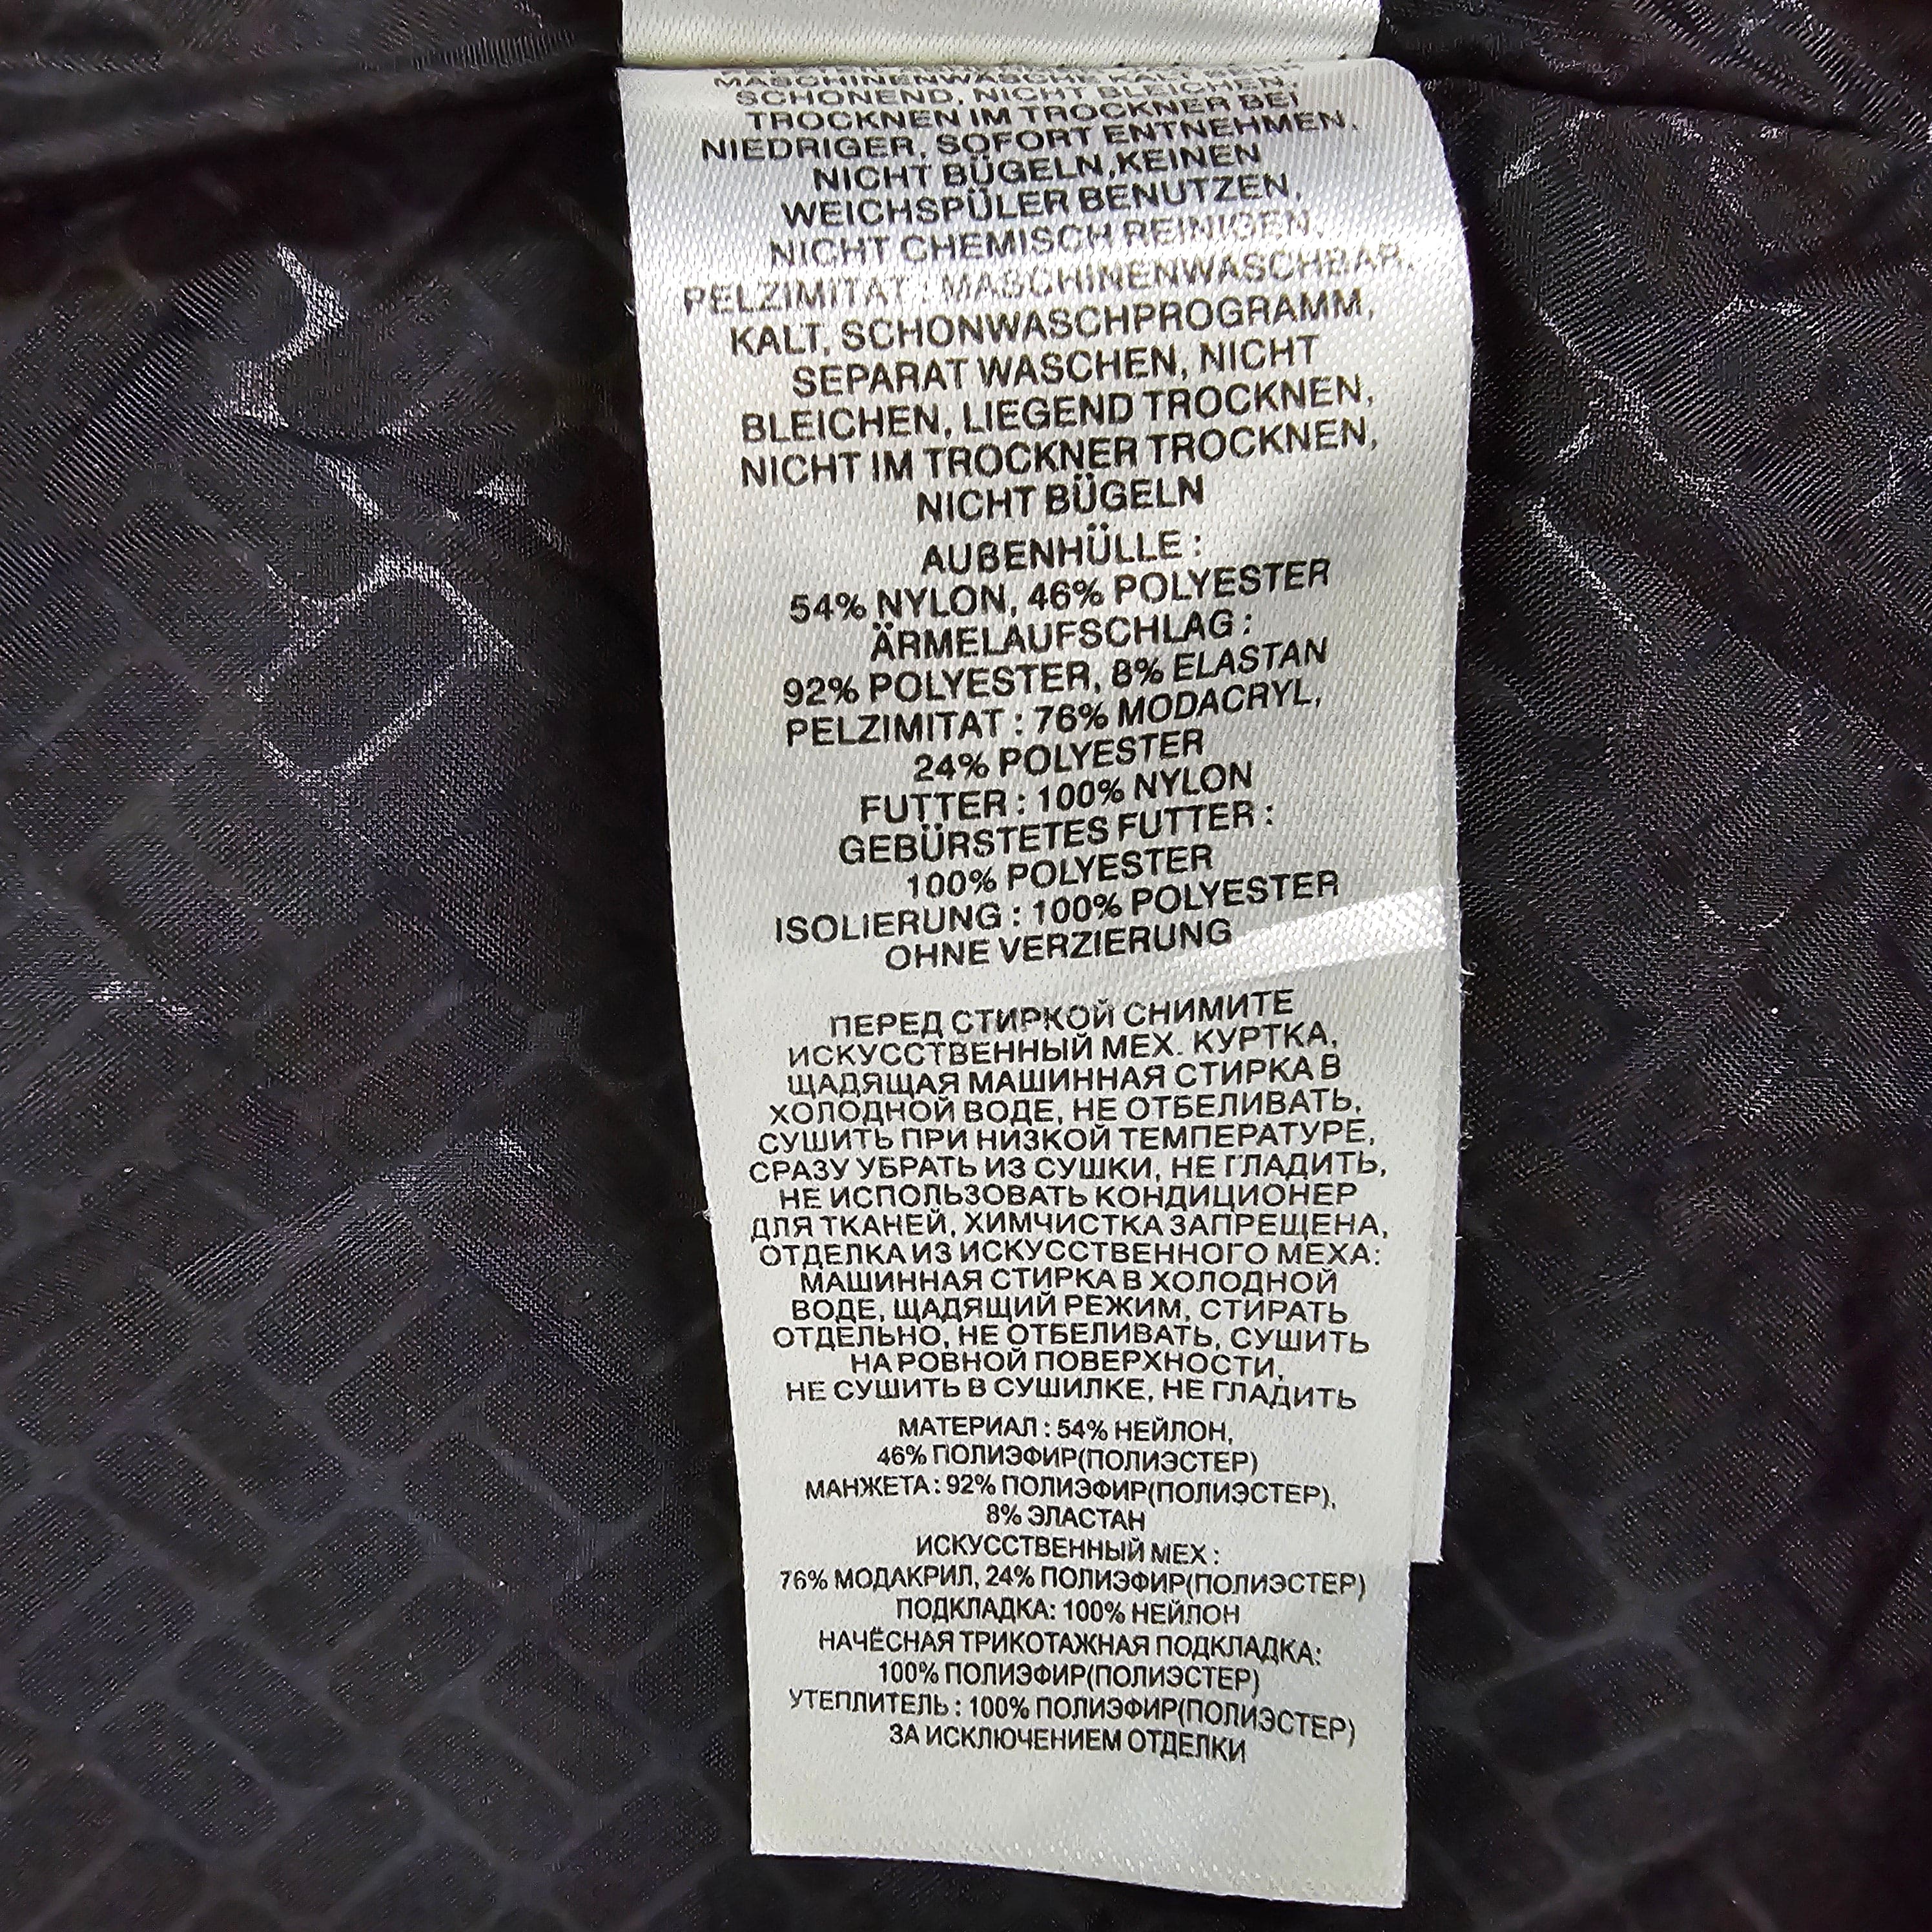 MASCHINENWÄSCHE KALT
SCHONEND, NICHT BLEICHEN,
TROCKNEN IM TROCKNER BEI
NIEDRIGER, SOFORT ENTNEHMEN,
NICHT BÜGELN,KEINEN
WEICHSPÜLER BENUTZEN,
NICHT CHEMISCH REINIGEN,
PELZIMITAT : MASCHINENWASCHBAR,
KALT, SCHONWASCHPROGRAMM,
SEPARAT WASCHEN, NICHT
BLEICHEN, LIEGEND TROCKNEN,
NICHT IM TROCKNER TROCKNEN,
NICHT BÜGELN
AUßENHÜLLE :
54% NYLON, 46% POLYESTER
ÄRMELAUFSCHLAG :
92% POLYESTER, 8% ELASTAN
PELZIMITAT : 76% MODACRYL,
24% POLYESTER
FUTTER : 100% NYLON
GEBÜRSTETES FUTTER :
100% POLYESTER
ISOLIERUNG : 100% POLYESTER
OHNE VERZIERUNG
ПЕРЕД СТИРКОЙ СНИМИТЕ
ИСКУССТВЕННЫЙ МЕХ. КУРТКА,
ЩАДЯЩАЯ МАШИННАЯ СТИРКА В
ХОЛОДНОЙ ВОДЕ, НЕ ОТБЕЛИВАТЬ,
СУШИТЬ ПРИ НИЗКОЙ ТЕМПЕРАТУРЕ,
СРАЗУ УБРАТЬ ИЗ СУШКИ, НЕ ГЛАДИТЬ,
НЕ ИСПОЛЬЗОВАТЬ КОНДИЦИОНЕР
ДЛЯ ТКАНЕЙ, ХИМЧИСТКА ЗАПРЕЩЕНА,
ОТДЕЛКА ИЗ ИСКУССТВЕННОГО МЕХА:
МАШИННАЯ СТИРКА В ХОЛОДНОЙ
ВОДЕ, ЩАДЯЩИЙ РЕЖИМ, СТИРАТЬ
ОТДЕЛЬНО, НЕ ОТБЕЛИВАТЬ, СУШИТЬ
НА РОВНОЙ ПОВЕРХНОСТИ,
НЕ СУШИТЬ В СУШИЛКЕ, НЕ ГЛАДИТЬ
МАТЕРИАЛ : 54% НЕЙЛОН,
46% ПОЛИЭФИР(ПОЛИЭСТЕР)
МАНЖЕТА : 92% ПОЛИЭФИР(ПОЛИЭСТЕР),
8% ЭЛАСТАН
ИСКУССТВЕННЫЙ МЕХ :
76% МОДАКРИЛ, 24% ПОЛИЭФИР(ПОЛИЭСТЕР)
ПОДКЛАДКА: 100% НЕЙЛОН
НАЧЁСНАЯ ТРИКОТАЖНАЯ ПОДКЛАДКА:
100% ПОЛИЭФИР(ПОЛИЭСТЕР)
УТЕПЛИТЕЛЬ : 100% ПОЛИЭФИР(ПОЛИЭСТЕР)
ЗА ИСКЛЮЧЕНИЕМ ОТДЕЛКИ